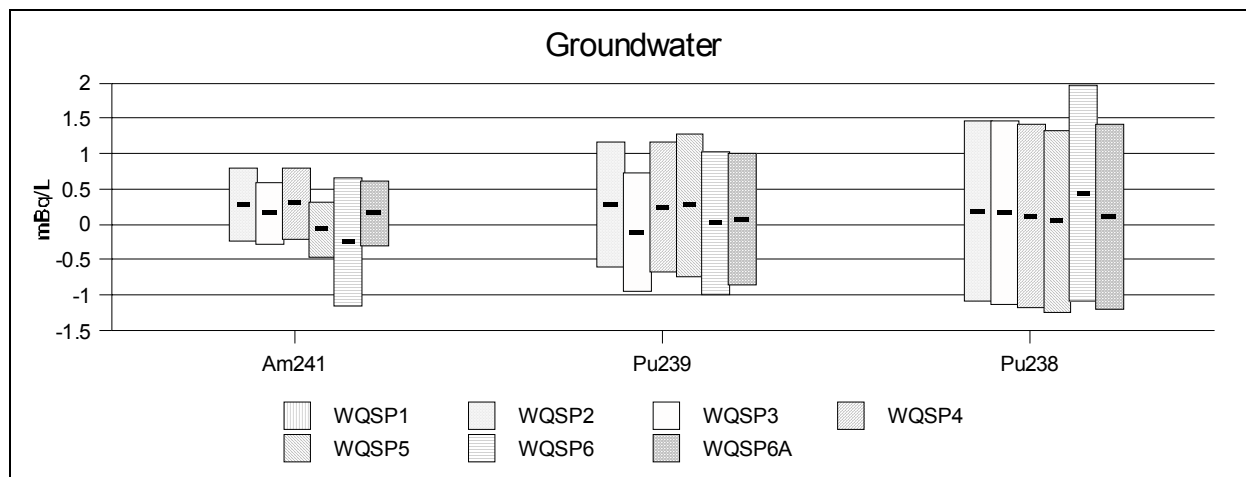 Groundwater
2
1.5
1
0.5
0
-0.5
-1
-1.5
mBq/L
Am241 Pu239 Pu238
WQSP1 WQSP2 WQSP3 WQSP4
WQSP5 WQSP6 WQSP6A